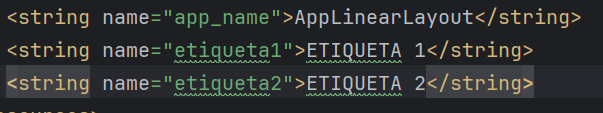 <string name="app_name">AppLinearLayout</string>
<string name="etiqueta1">ETIQUETA 1</string>
<string name="etiqueta2">ETIQUETA 2</string>